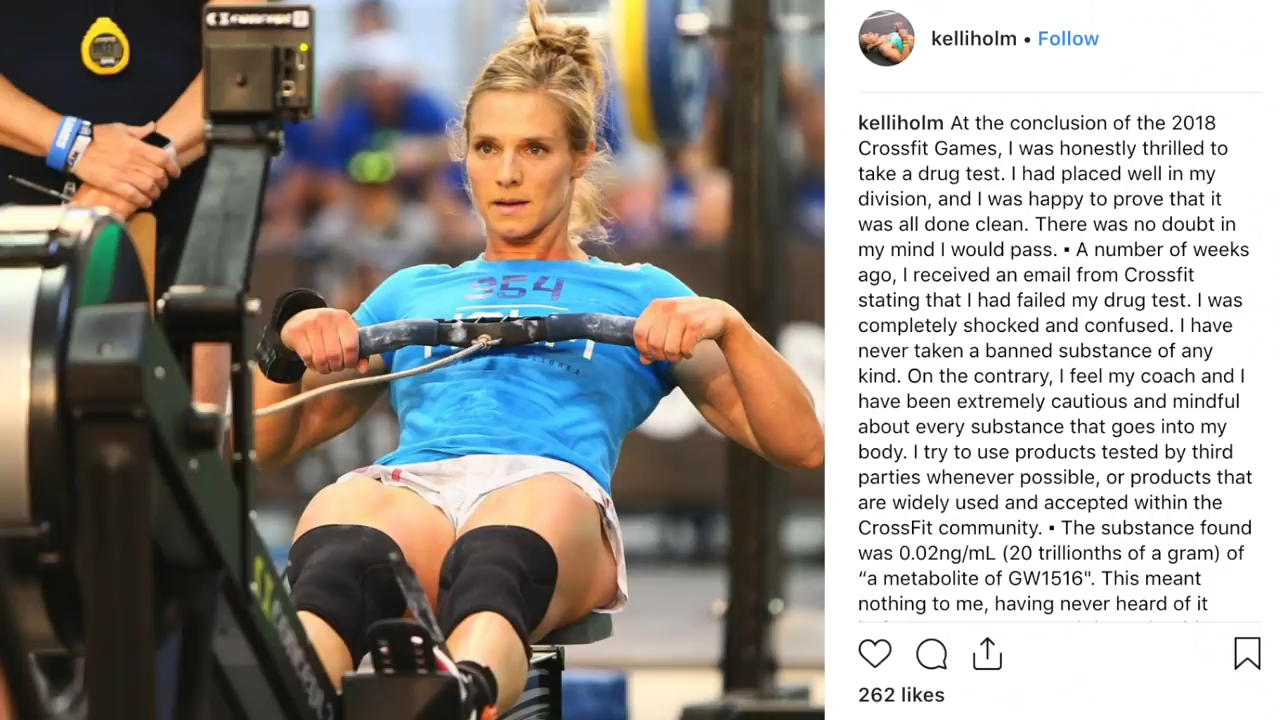 kelliholm • Follow
kelliholm At the conclusion of the 2018
Crossfit Games, I was honestly thrilled to
take a drug test. I had placed well in my
division, and I was happy to prove that it
was all done clean. There was no doubt in
my mind I would pass. ▪ A number of weeks
ago, I received an email from Crossfit
stating that I had failed my drug test. I was
completely shocked and confused. I have
never taken a banned substance of any
kind. On the contrary, I feel my coach and I
have been extremely cautious and mindful
about every substance that goes into my
body. I try to use products tested by third
parties whenever possible, or products that
are widely used and accepted within the
CrossFit community. ▪ The substance found
was 0.02ng/mL (20 trillionths of a gram) of
“a metabolite of GW1516". This meant
nothing to me, having never heard of it
262 likes
954